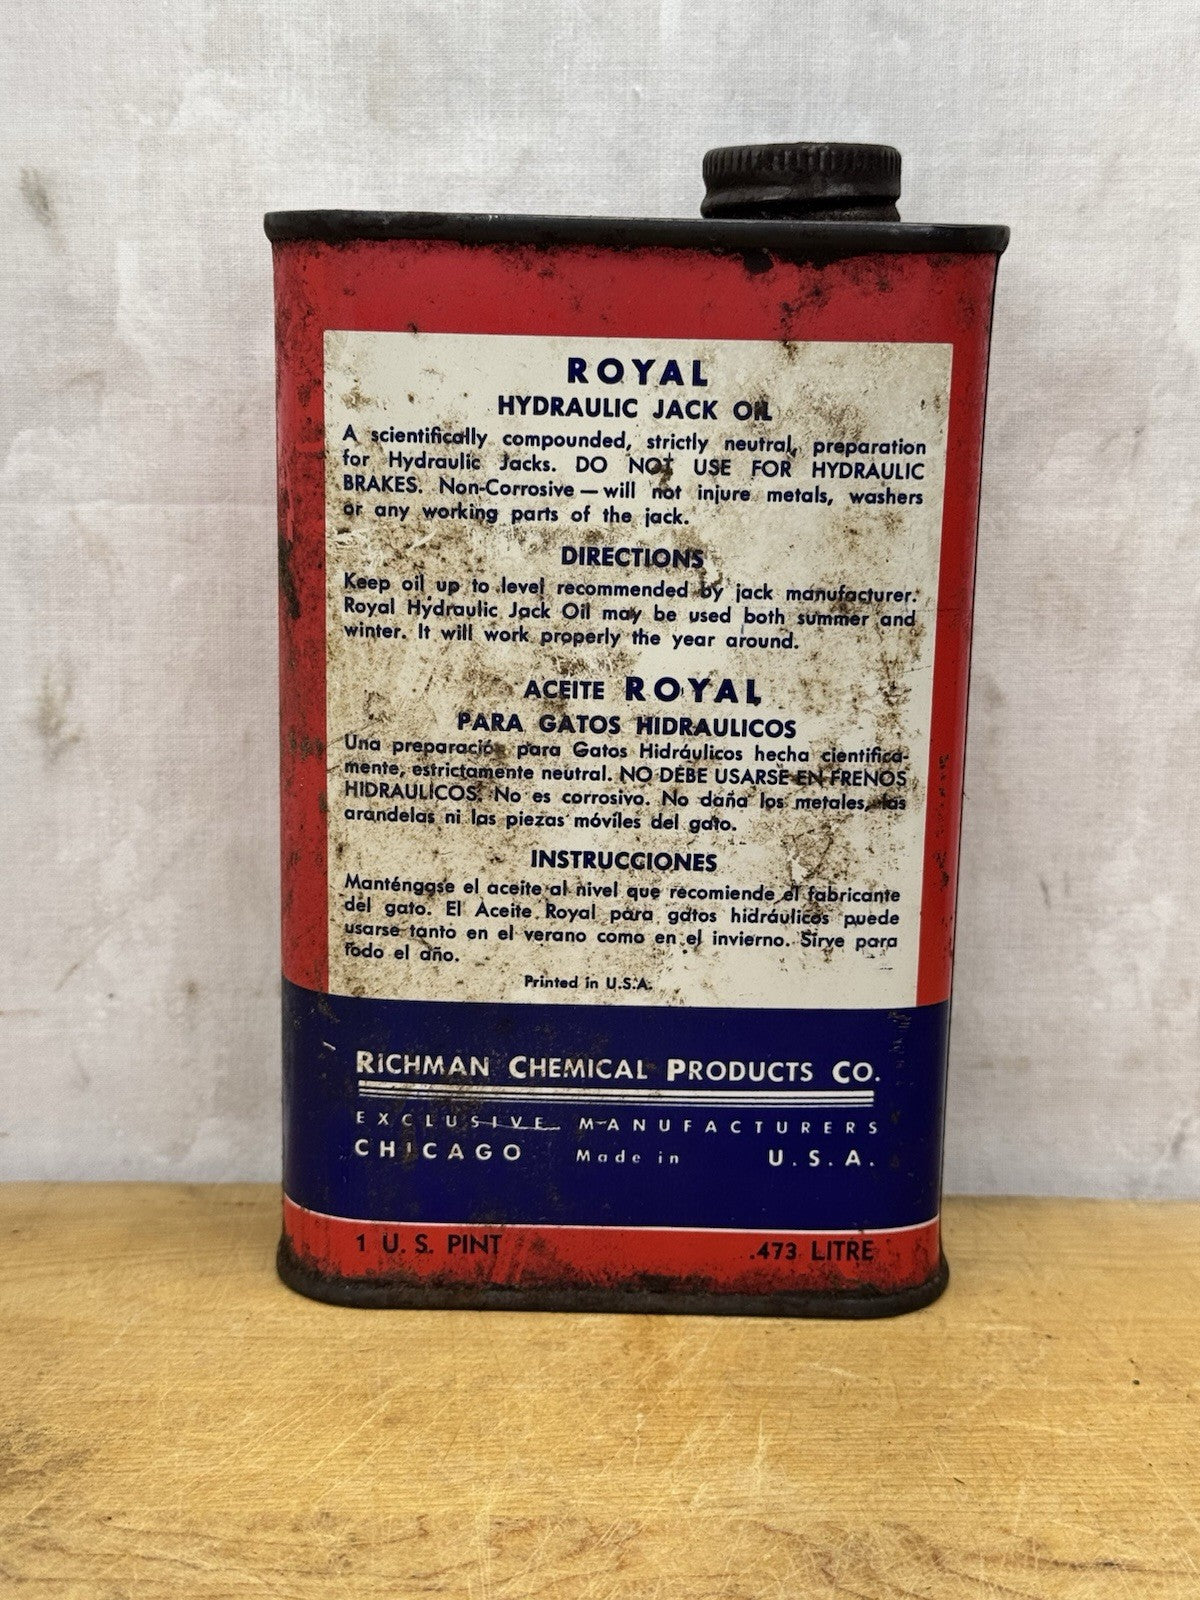 ROYAL
HYDRAULIC JACK OIL
A scientifically compounded, strictly neutral, preparation
for Hydraulic Jacks. DO NOT USE FOR HYDRAULIC
BRAKES. Non-Corrosive — will not injure metals, washers
or any working parts of the jack.
DIRECTIONS
Keep oil up to level recommended by jack manufacturer.
Royal Hydraulic Jack Oil may be used both summer and
winter. It will work properly the year around.
ACEITE ROYAL
PARA GATOS HIDRAULICOS
Una preparación para Gatos Hidráulicos hecha científica-
mente, estrictamente neutral. NO DEBE USARSE EN FRENOS
HIDRAULICOS. No es corrosivo. No daña los metales, las
arandelas ni las piezas móviles del gato.
INSTRUCCIONES
Manténgase el aceite al nivel que recomiende el fabricante
del gato. El Aceite Royal para gatos hidráulicos puede
usarse tanto en el verano como en el invierno. Sirve para
todo el año.
Printed in U.S.A.
RICHMAN CHEMICAL PRODUCTS CO.
EXCLUSIVE MANUFACTURERS
CHICAGO Made in U.S.A.
1 U.S. PINT .473 LITRE